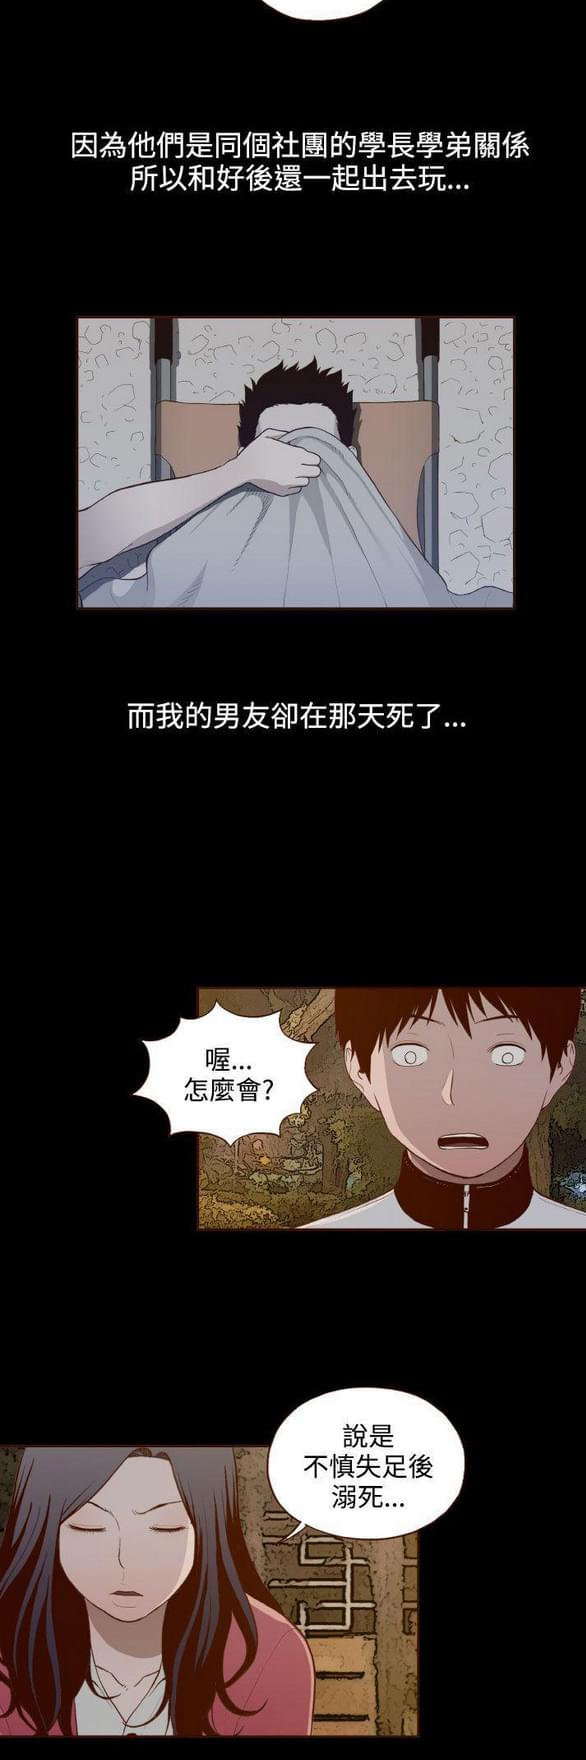 因為他們是同個社團的學長學弟關係
所以和好後還一起出去玩...
而我的男友卻在那天死了...
喔...
怎麼會?
說是
不慎失足後
溺死...